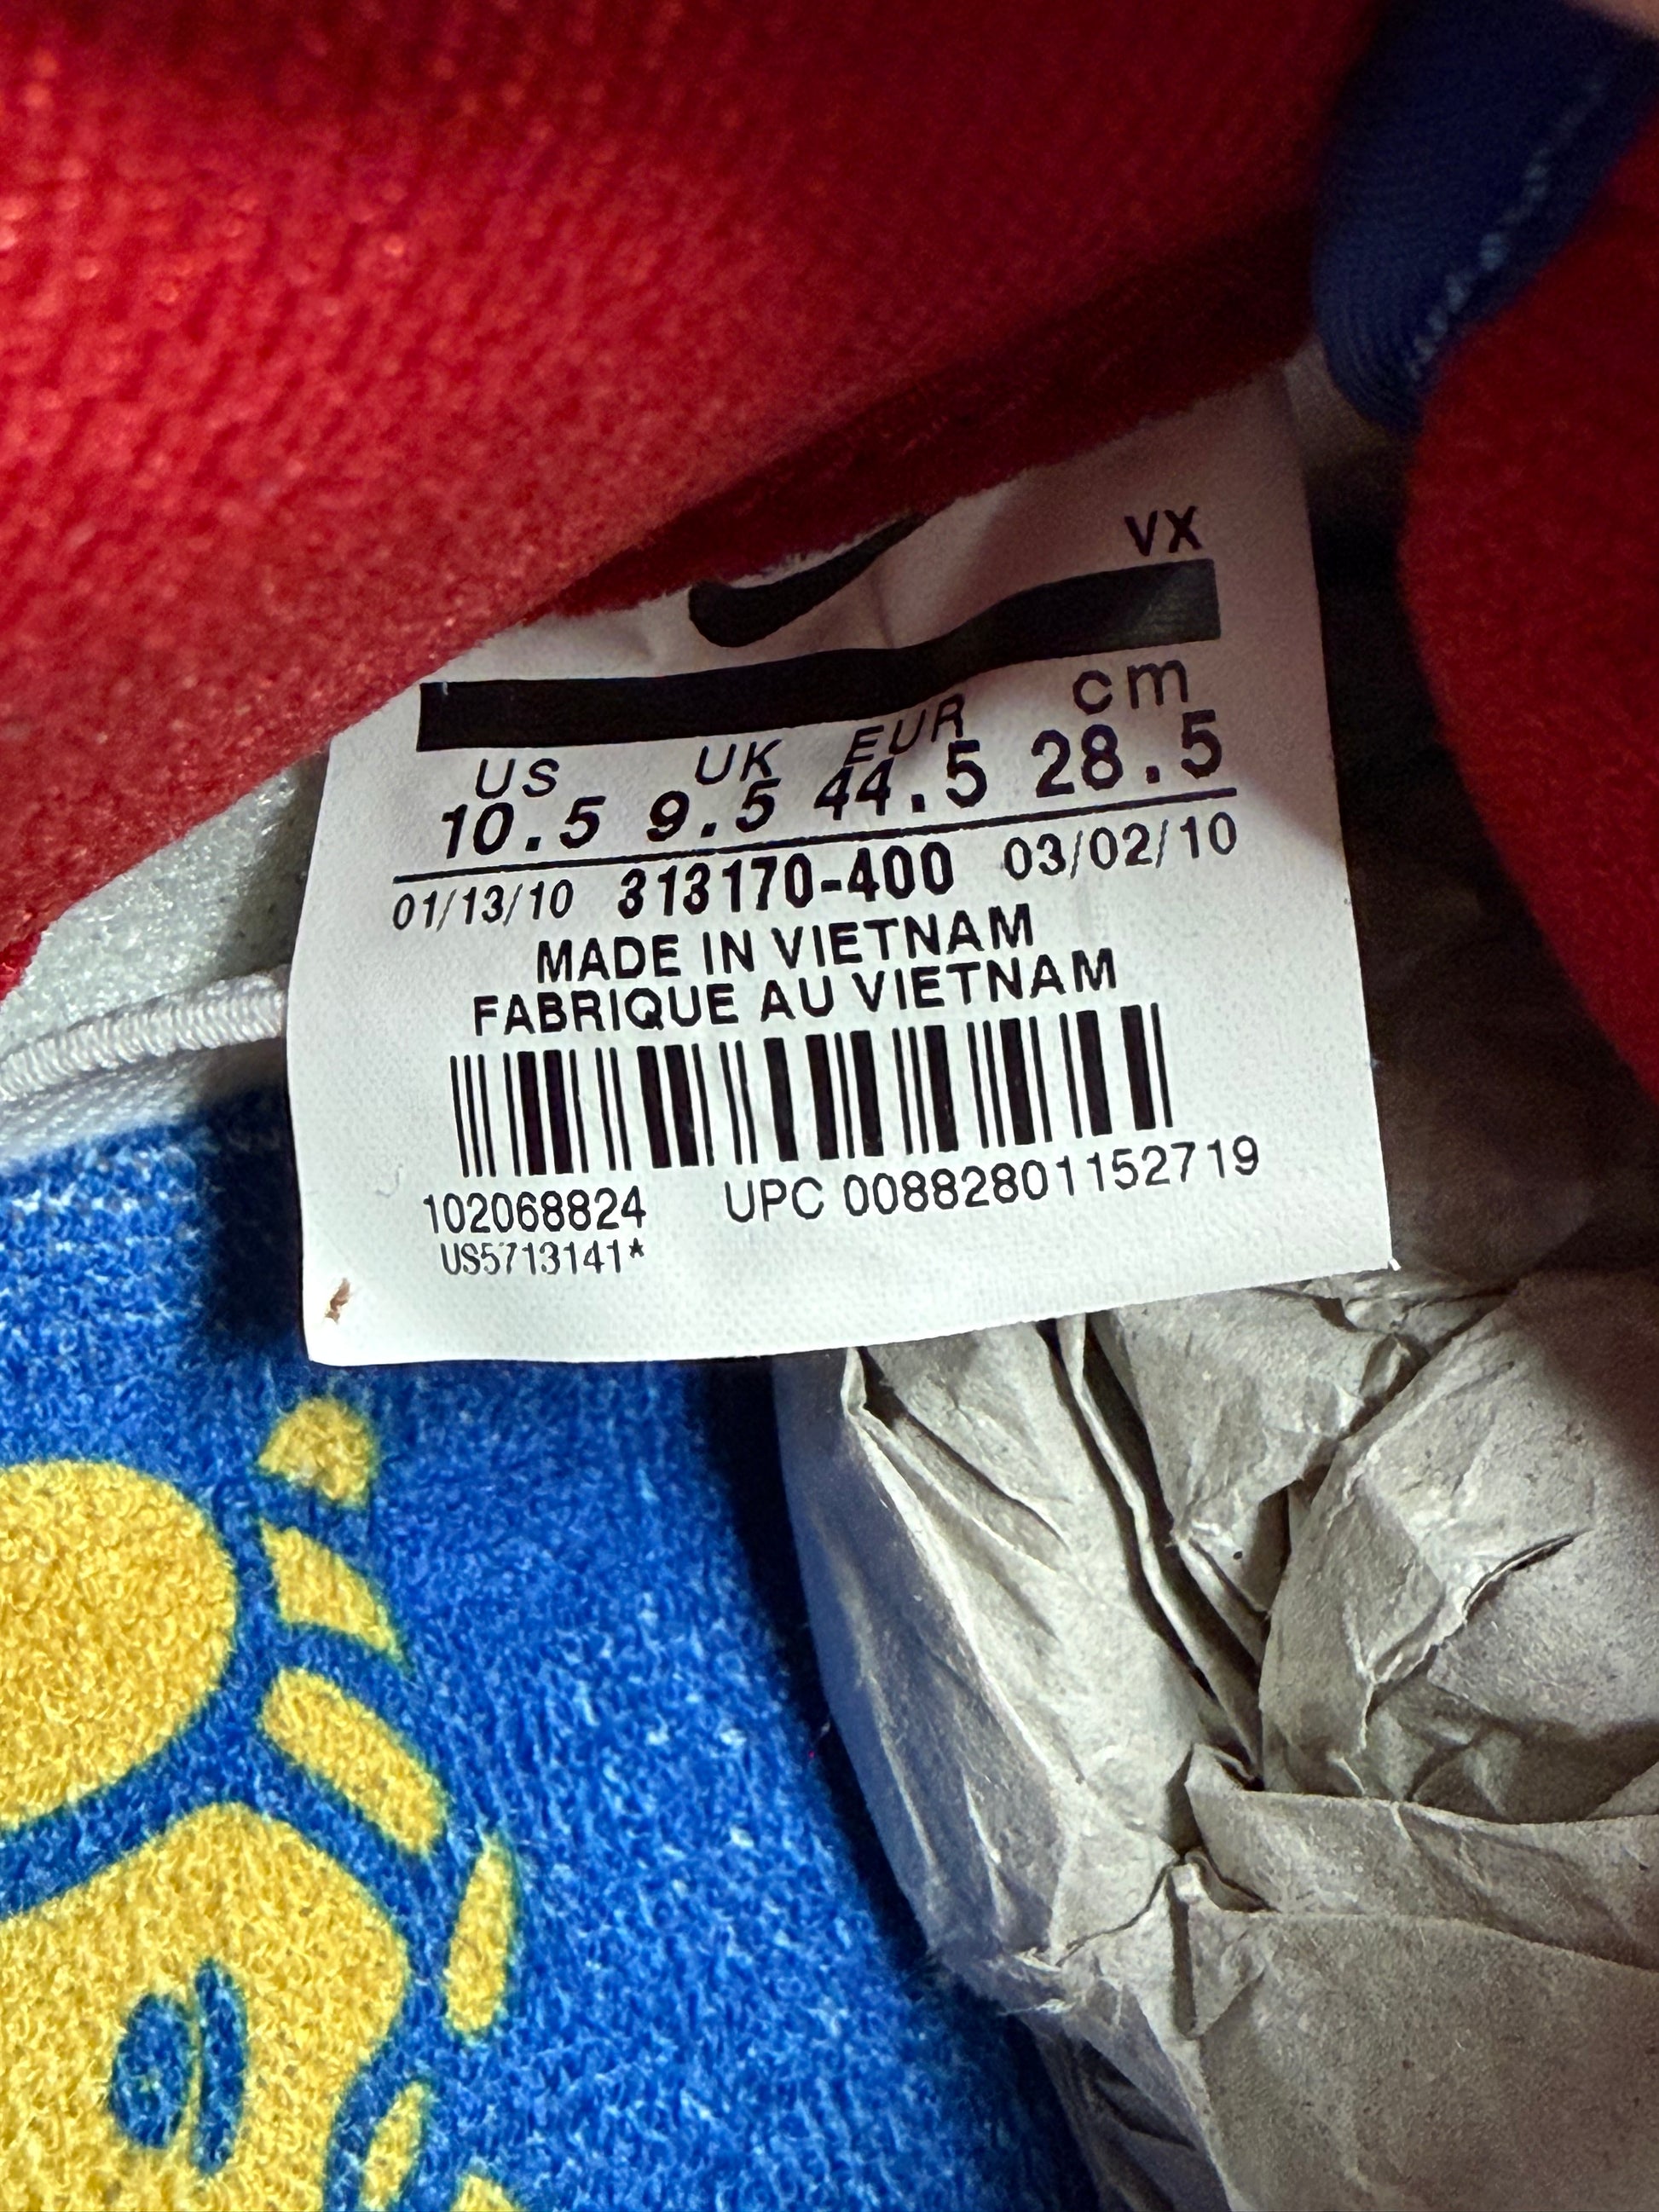 VX
US UK EUR cm
10.5 9.5 44.5 28.5
01/13/10 313170-400 03/02/10
MADE IN VIETNAM
FABRIQUE AU VIETNAM
102068824 UPC 00882801152719
US5713141*